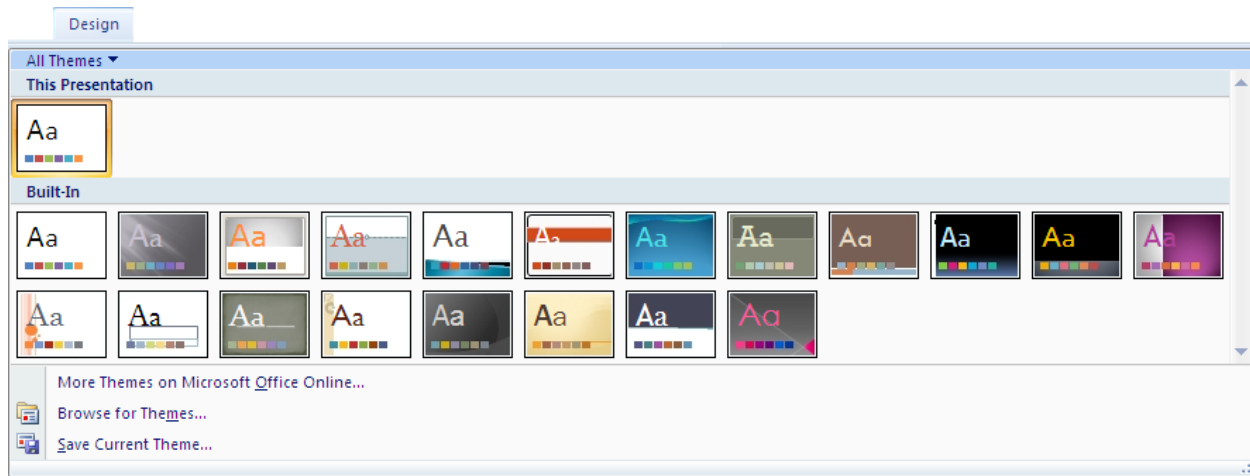 Design
All Themes
This Presentation
Aa
Built-In
Aa Aa Aa Aa Aa Aa Aa Aa Aa Aa Aa Aa
Aa Aa Aa Aa Aa Aa Aa Aa
More Themes on Microsoft Office Online...
Browse for Themes...
Save Current Theme...